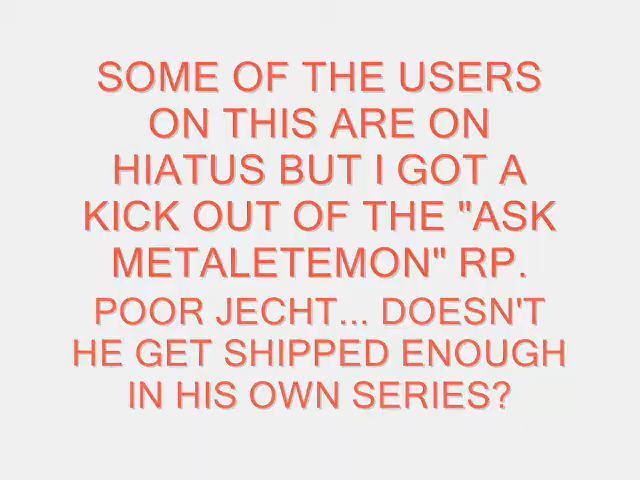 SOME OF THE USERS
ON THIS ARE ON
HIATUS BUT I GOT A
KICK OUT OF THE "ASK
METALETEMON" RP.
POOR JECHT... DOESN'T
HE GET SHIPPED ENOUGH
IN HIS OWN SERIES?